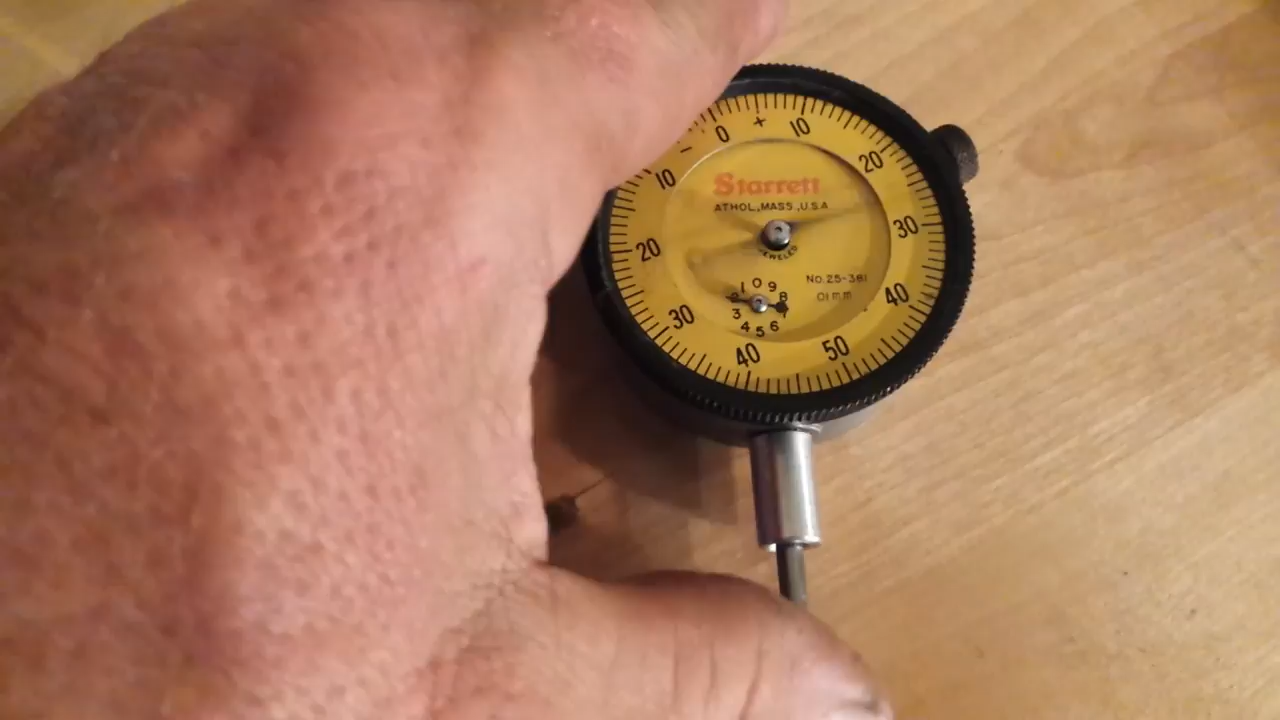 - 0 + 10
10 20
Starrett
ATHOL, MASS., U.S.A
20 30
JEWELED
No. 25-381
.01mm
1 0 9
2 8
3 7
4 5 6
30 40
40 50